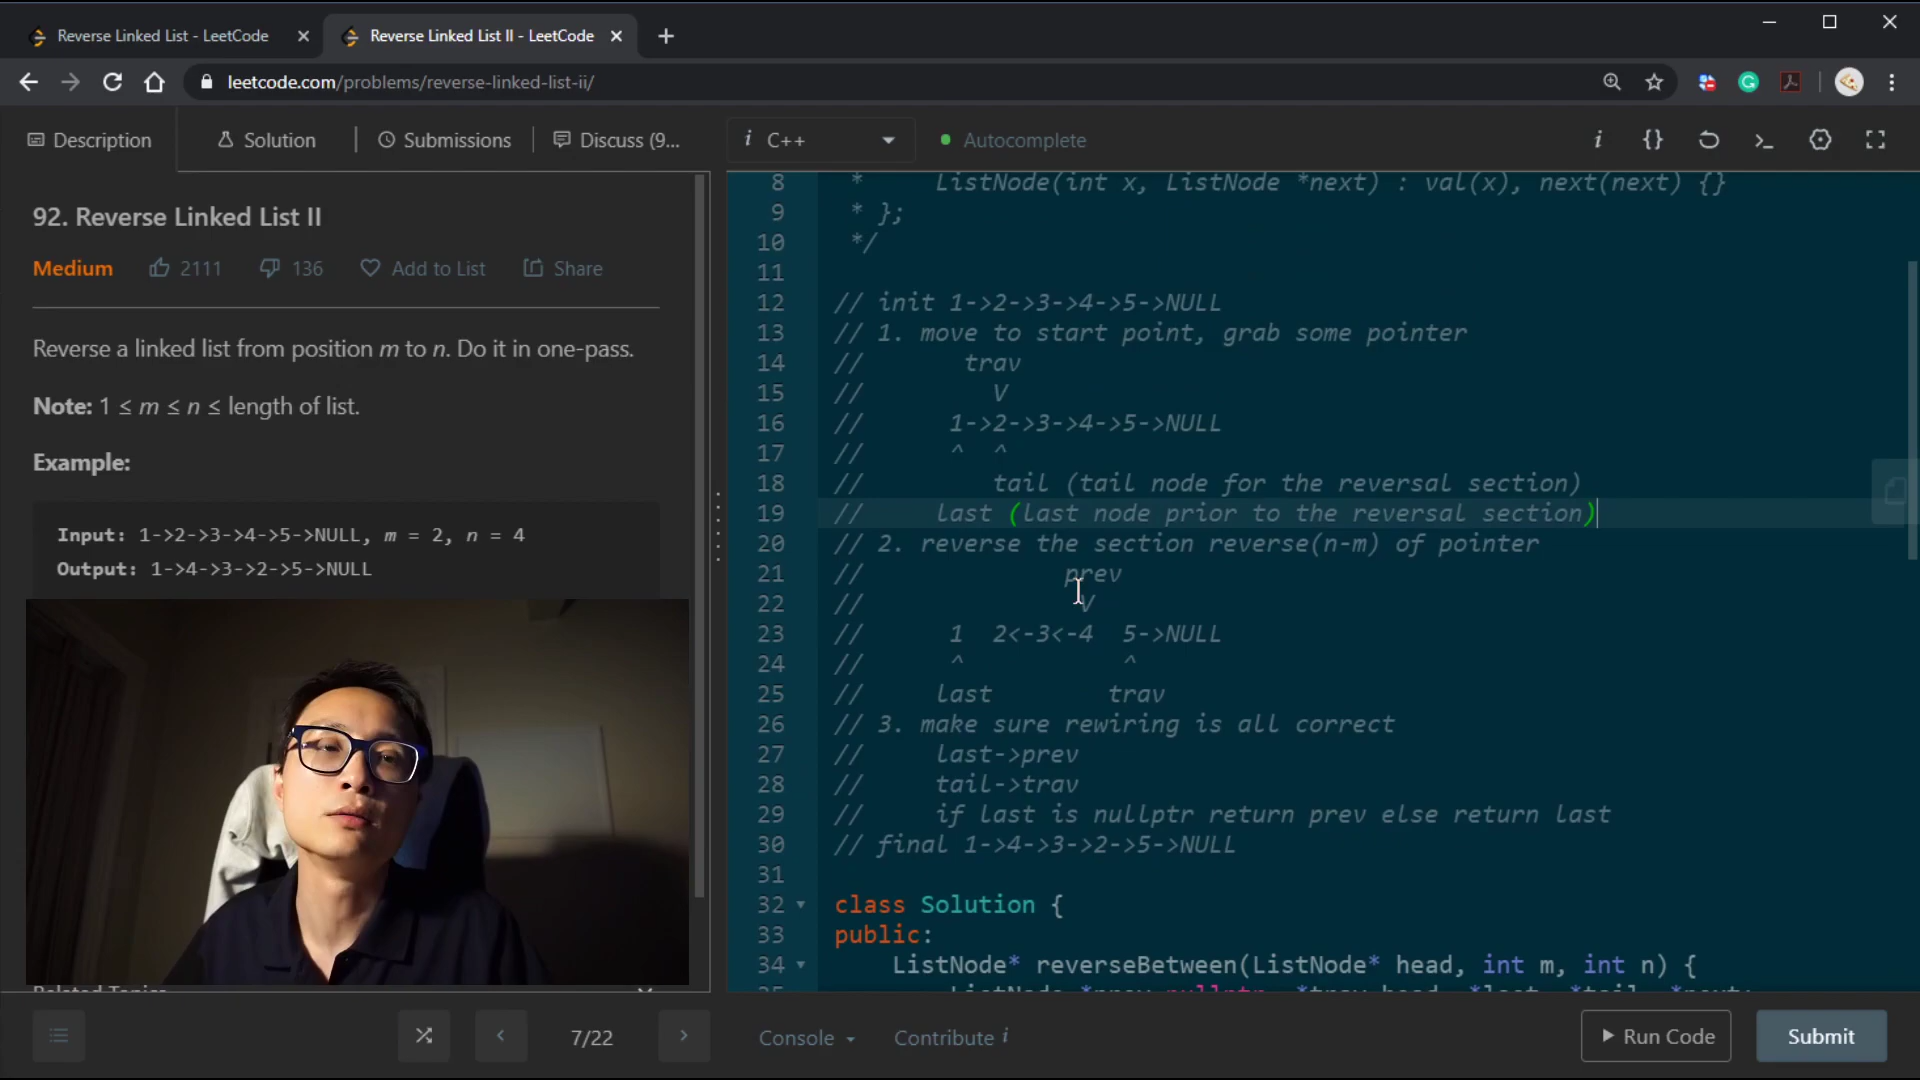 Reverse Linked List - LeetCode
Reverse Linked List II - LeetCode
leetcode.com/problems/reverse-linked-list-ii/
Description
Solution
Submissions
Discuss (9...
i C++
Autocomplete
92. Reverse Linked List II
Medium
2111
136
Add to List
Share
Reverse a linked list from position m to n. Do it in one-pass.
Note: 1 ≤ m ≤ n ≤ length of list.
Example:
Input: 1->2->3->4->5->NULL, m = 2, n = 4
Output: 1->4->3->2->5->NULL
8 * ListNode(int x, ListNode *next) : val(x), next(next) {}
9 * };
10 */
11
12 // init 1->2->3->4->5->NULL
13 // 1. move to start point, grab some pointer
14 // trav
15 // V
16 // 1->2->3->4->5->NULL
17 // ^ ^
18 // tail (tail node for the reversal section)
19 // last (last node prior to the reversal section)
20 // 2. reverse the section reverse(n-m) of pointer
21 // prev
22 // V
23 // 1 2<-3<-4 5->NULL
24 // ^ ^
25 // last trav
26 // 3. make sure rewiring is all correct
27 // last->prev
28 // tail->trav
29 // if last is nullptr return prev else return last
30 // final 1->4->3->2->5->NULL
31
32 class Solution {
33 public:
34 ListNode* reverseBetween(ListNode* head, int m, int n) {
7/22
Console
Contribute i
Run Code
Submit